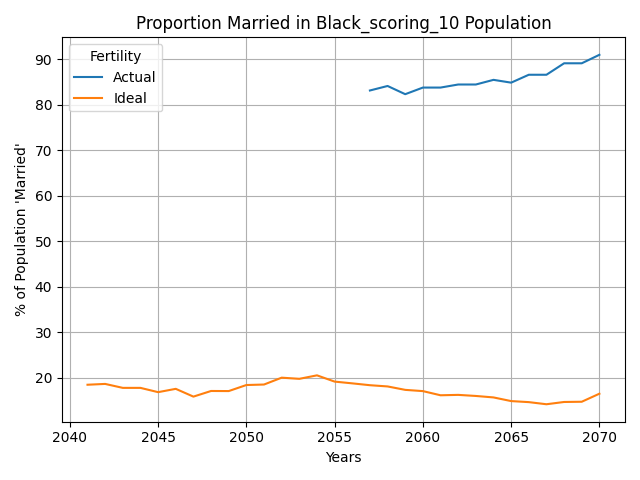 Proportion Married in Black_scoring_10 Population
Fertility
Actual
Ideal
% of Population 'Married'
90
80
70
60
50
40
30
20
2040
2045
2050
2055
2060
2065
2070
Years